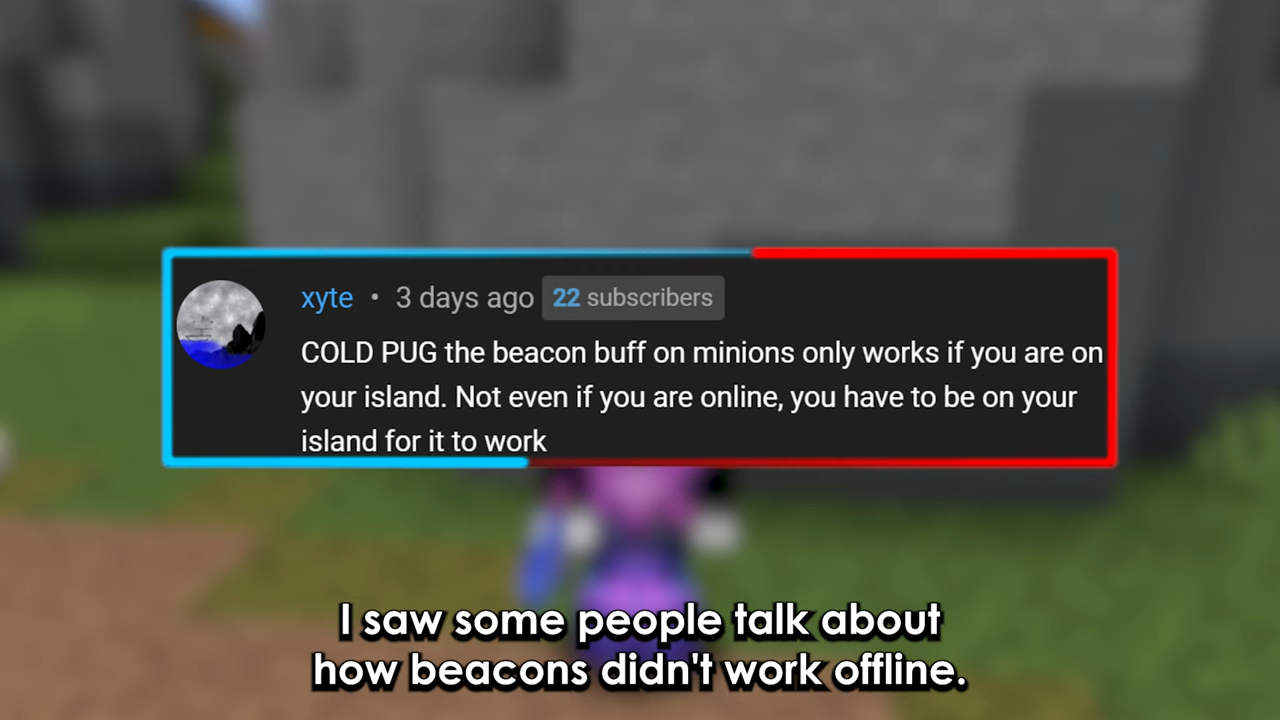 xyte • 3 days ago 22 subscribers
COLD PUG the beacon buff on minions only works if you are on
your island. Not even if you are online, you have to be on your
island for it to work
I saw some people talk about
how beacons didn't work offline.